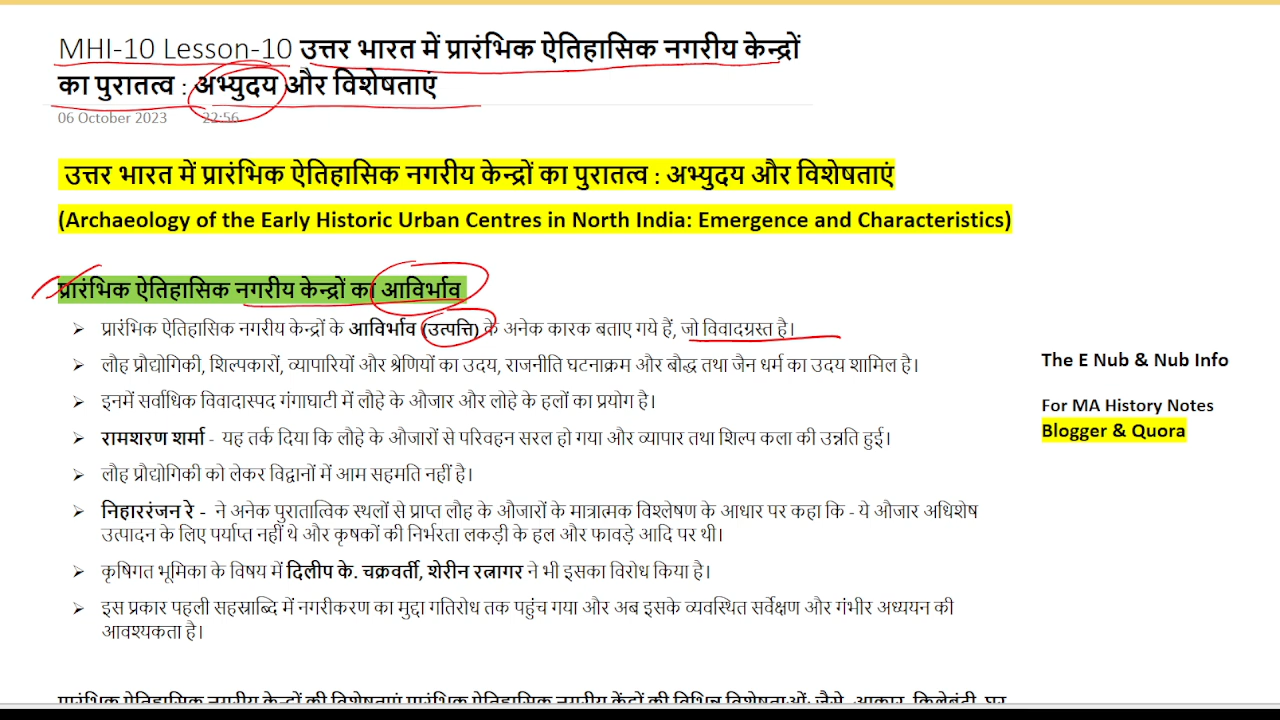 MHI-10 Lesson-10 उत्तर भारत में प्रारंभिक ऐतिहासिक नगरीय केन्द्रों
का पुरातत्व : अभ्युदय और विशेषताएं
06 October 2023 22:56
उत्तर भारत में प्रारंभिक ऐतिहासिक नगरीय केन्द्रों का पुरातत्व : अभ्युदय और विशेषताएं
(Archaeology of the Early Historic Urban Centres in North India: Emergence and Characteristics)
प्रारंभिक ऐतिहासिक नगरीय केन्द्रों का आविर्भाव
➢ प्रारंभिक ऐतिहासिक नगरीय केन्द्रों के आविर्भाव (उत्पत्ति) के अनेक कारक बताए गये हैं, जो विवादग्रस्त है।
➢ लौह प्रौद्योगिकी, शिल्पकारों, व्यापारियों और श्रेणियों का उदय, राजनीति घटनाक्रम और बौद्ध तथा जैन धर्म का उदय शामिल है।
➢ इनमें सर्वाधिक विवादास्पद गंगाघाटी में लौहे के औजार और लोहे के हलों का प्रयोग है।
➢ रामशरण शर्मा - यह तर्क दिया कि लौहे के औजारों से परिवहन सरल हो गया और व्यापार तथा शिल्प कला की उन्नति हुई।
➢ लौह प्रौद्योगिकी को लेकर विद्वानों में आम सहमति नहीं है।
➢ निहाररंजन रे - ने अनेक पुरातात्विक स्थलों से प्राप्त लौह के औजारों के मात्रात्मक विश्लेषण के आधार पर कहा कि - ये औजार अधिशेष
उत्पादन के लिए पर्याप्त नहीं थे और कृषकों की निर्भरता लकड़ी के हल और फावड़े आदि पर थी।
➢ कृषिगत भूमिका के विषय में दिलीप के. चक्रवर्ती, शेरीन रत्नागर ने भी इसका विरोध किया है।
➢ इस प्रकार पहली सहस्राब्दि में नगरीकरण का मुद्दा गतिरोध तक पहुंच गया और अब इसके व्यवस्थित सर्वेक्षण और गंभीर अध्ययन की
आवश्यकता है।
The E Nub & Nub Info
For MA History Notes
Blogger & Quora
प्रारंभिक ऐतिहासिक नगरीय केन्द्रों की विशेषताएं प्रारंभिक ऐतिहासिक नगरीय केंद्रों की विभिन्न विशेषताओं; जैसे, आकार, किलेबंदी, घर